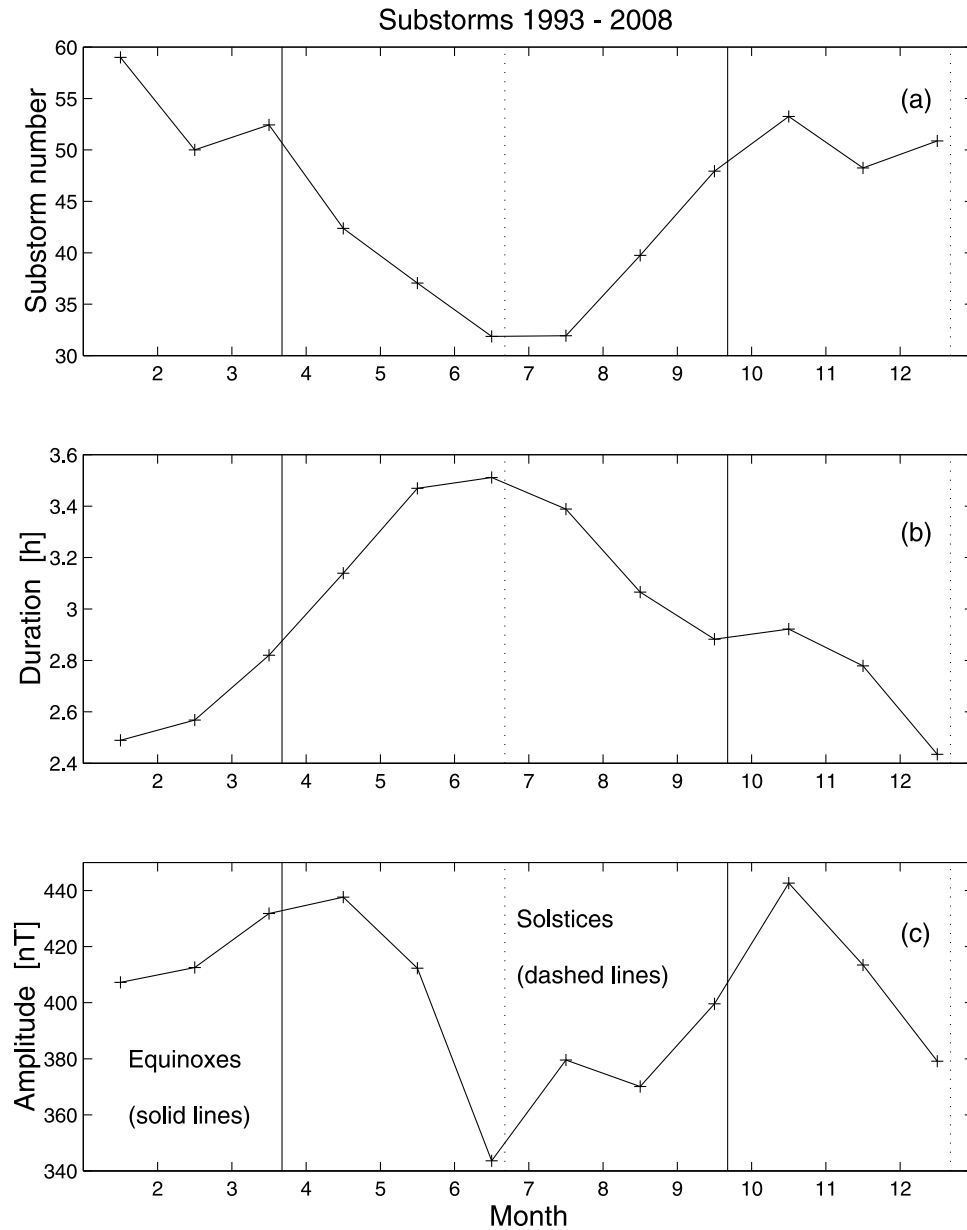 Substorms 1993 - 2008
60
55
50
45
40
35
30
Substorm number
(a)
2 3 4 5 6 7 8 9 10 11 12
3.6
3.4
3.2
3
2.8
2.6
2.4
Duration [h]
(b)
2 3 4 5 6 7 8 9 10 11 12
440
420
400
380
360
340
Amplitude [nT]
Solstices
(dashed lines)
(c)
Equinoxes
(solid lines)
2 3 4 5 6 7 8 9 10 11 12
Month